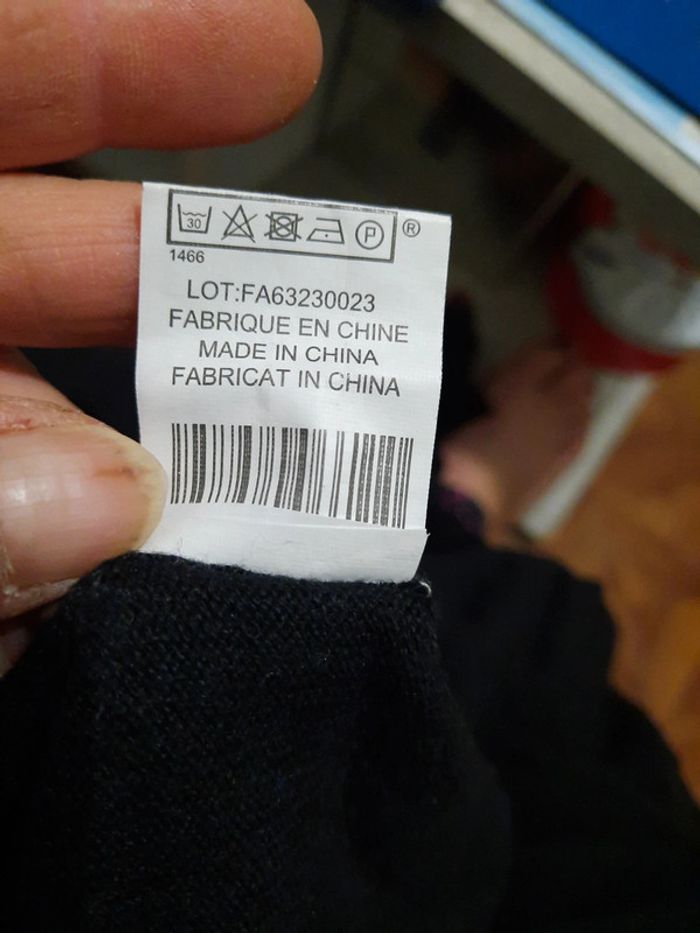 30 P ®
1466
LOT:FA63230023
FABRIQUE EN CHINE
MADE IN CHINA
FABRICAT IN CHINA